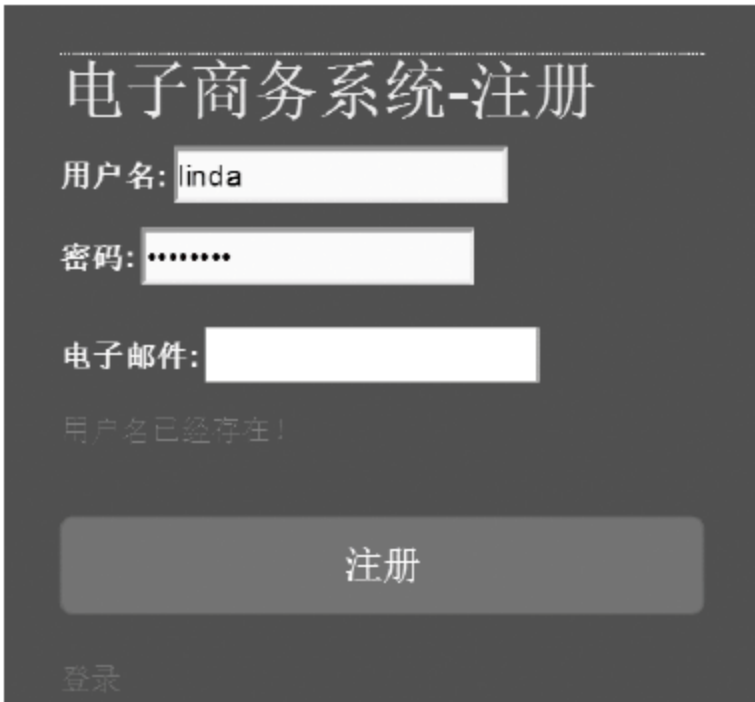 电子商务系统-注册
用户名: linda
密码: ••••••••
电子邮件:
用户名已经存在!
注册
登录